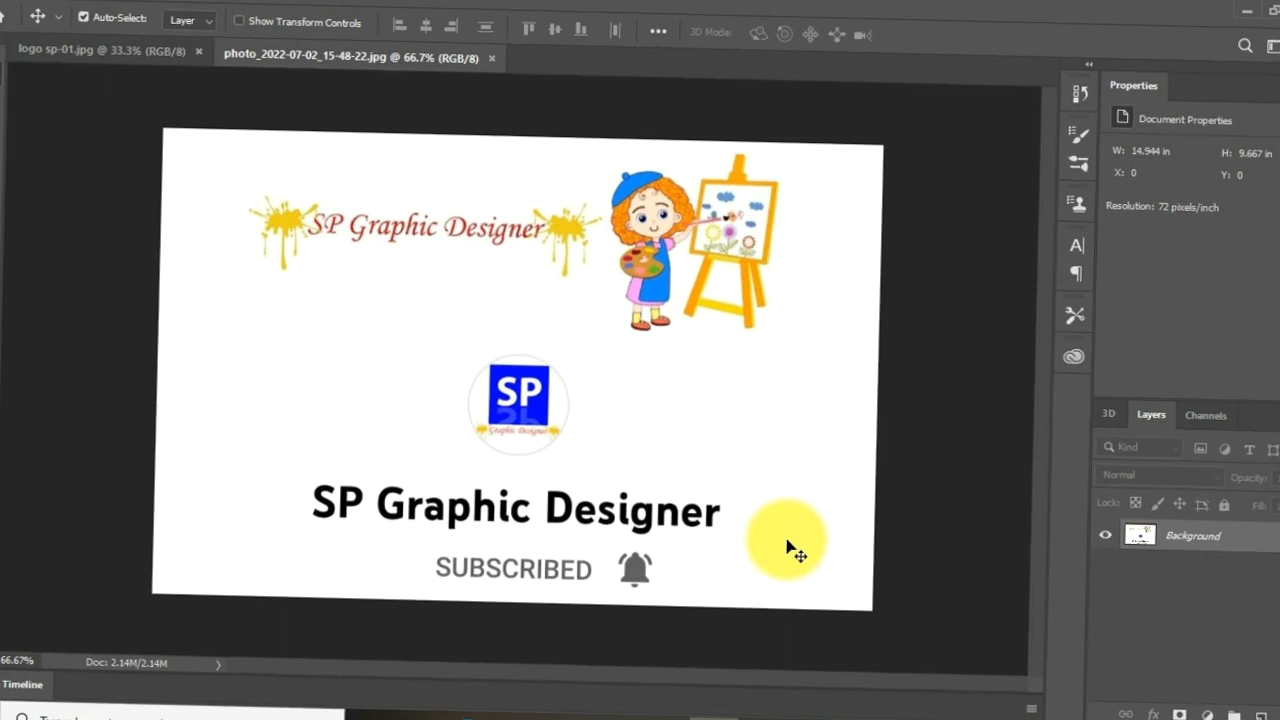 Auto-Select:
Layer
Show Transform Controls
3D Mode:
logo sp-01.jpg @ 33.3% (RGB/8)
photo_2022-07-02_15-48-22.jpg @ 66.7% (RGB/8)
Properties
Document Properties
W: 14.944 in
H: 9.667 in
X: 0
Y: 0
Resolution: 72 pixels/inch
SP Graphic Designer
SP
Graphic Designer
SP Graphic Designer
SUBSCRIBED
3D
Layers
Channels
Kind
Normal
Opacity:
Lock:
Fill:
Background
66.67%
Doc: 2.14M/2.14M
Timeline